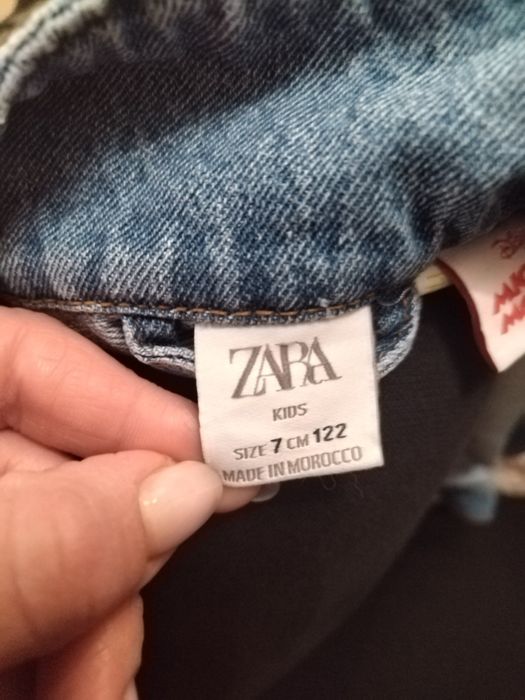 ZARA
KIDS
SIZE 7 CM 122
MADE IN MOROCCO